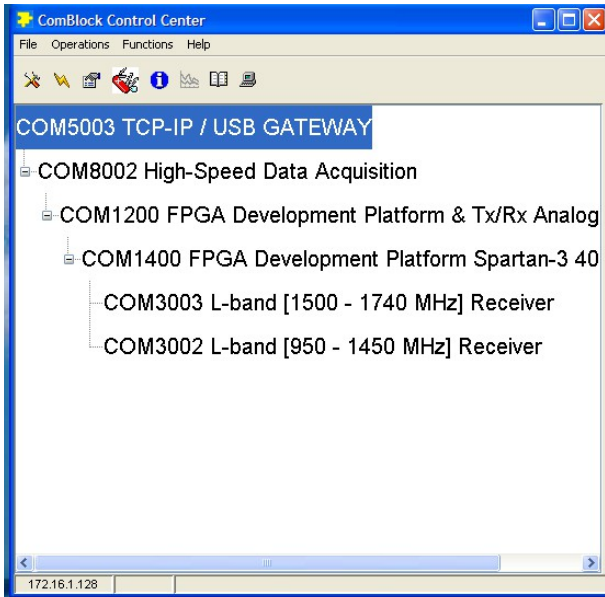 ComBlock Control Center
File Operations Functions Help
COM5003 TCP-IP / USB GATEWAY
COM8002 High-Speed Data Acquisition
COM1200 FPGA Development Platform & Tx/Rx Analog
COM1400 FPGA Development Platform Spartan-3 40
COM3003 L-band [1500 - 1740 MHz] Receiver
COM3002 L-band [950 - 1450 MHz] Receiver
172.16.1.128